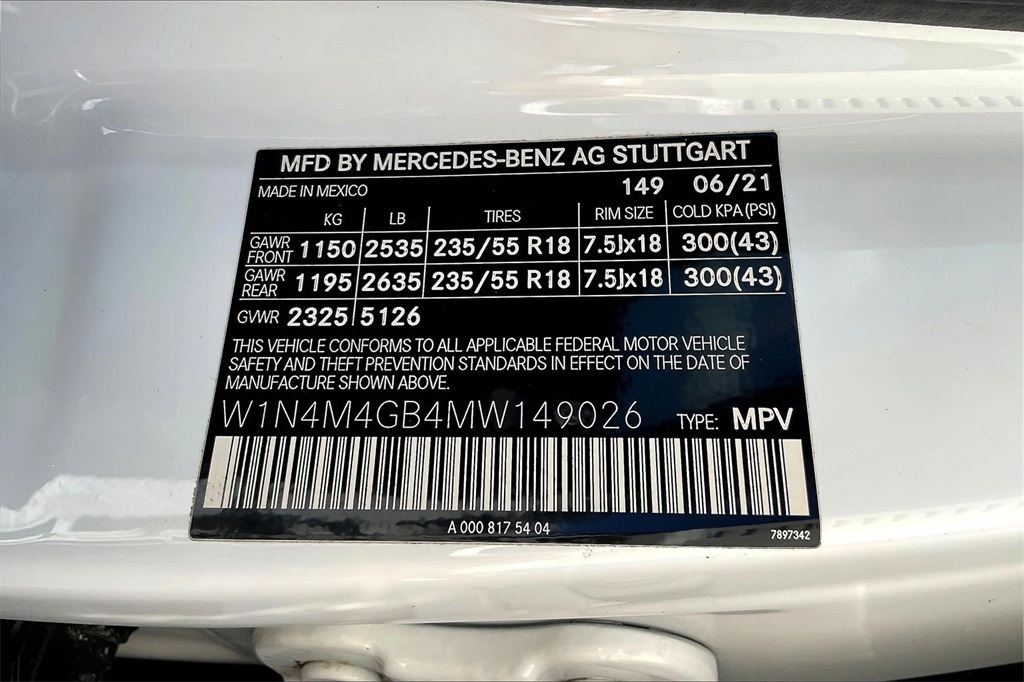 MFD BY MERCEDES-BENZ AG STUTTGART
MADE IN MEXICO 149 06/21
KG LB TIRES RIM SIZE COLD KPA(PSI)
GAWR FRONT 1150 2535 235/55 R18 7.5Jx18 300(43)
GAWR REAR 1195 2635 235/55 R18 7.5Jx18 300(43)
GVWR 2325 5126
THIS VEHICLE CONFORMS TO ALL APPLICABLE FEDERAL MOTOR VEHICLE
SAFETY AND THEFT PREVENTION STANDARDS IN EFFECT ON THE DATE OF
MANUFACTURE SHOWN ABOVE.
W1N4M4GB4MW149026 TYPE: MPV
A 000 817 54 04
7897342